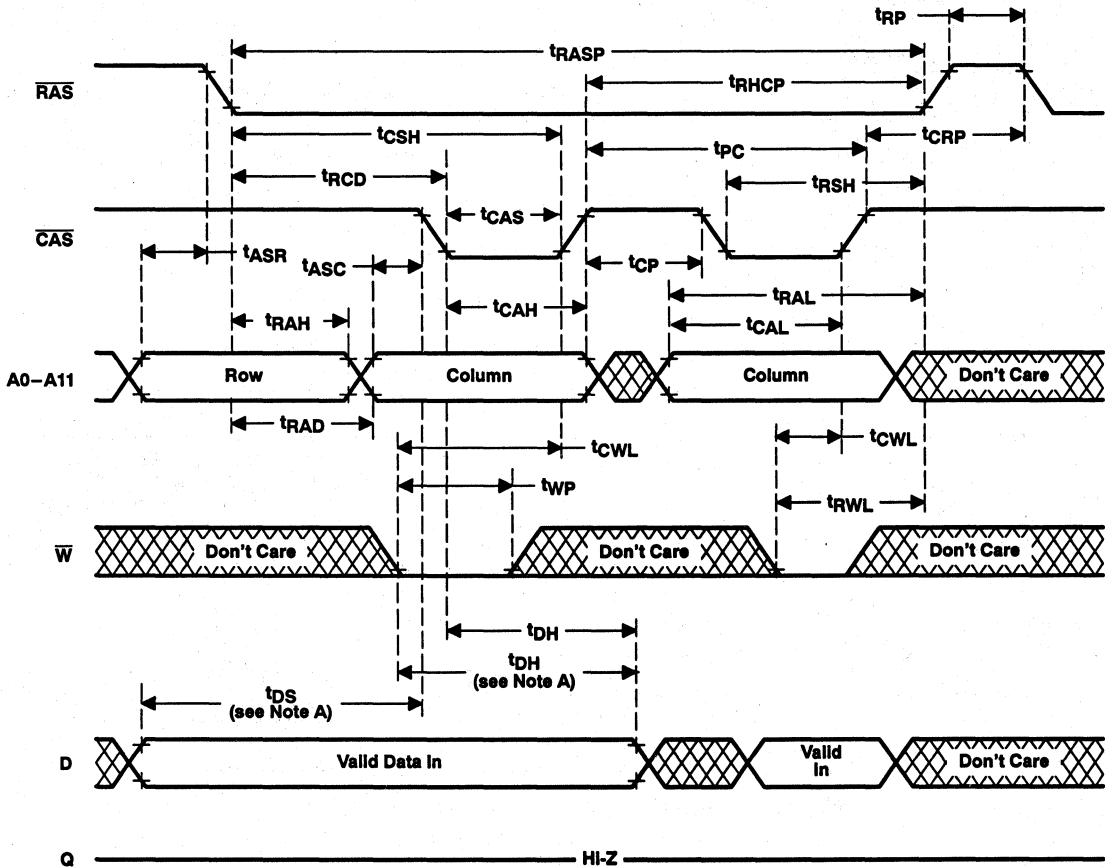 tRP
tRASP
RAS
tRHCP
tCSH
tCRP
tPC
tRCD
tRSH
tCAS
CAS
tASR
tASC
tCP
tRAL
tCAH
tRAH
tCAL
A0–A11
Row
Column
Column
Don't Care
tRAD
tCWL
tCWL
tWP
tRWL
W
Don't Care
Don't Care
Don't Care
tDH
tDH
(see Note A)
tDS
(see Note A)
D
Valid Data In
Valid
In
Don't Care
Q
Hi-Z